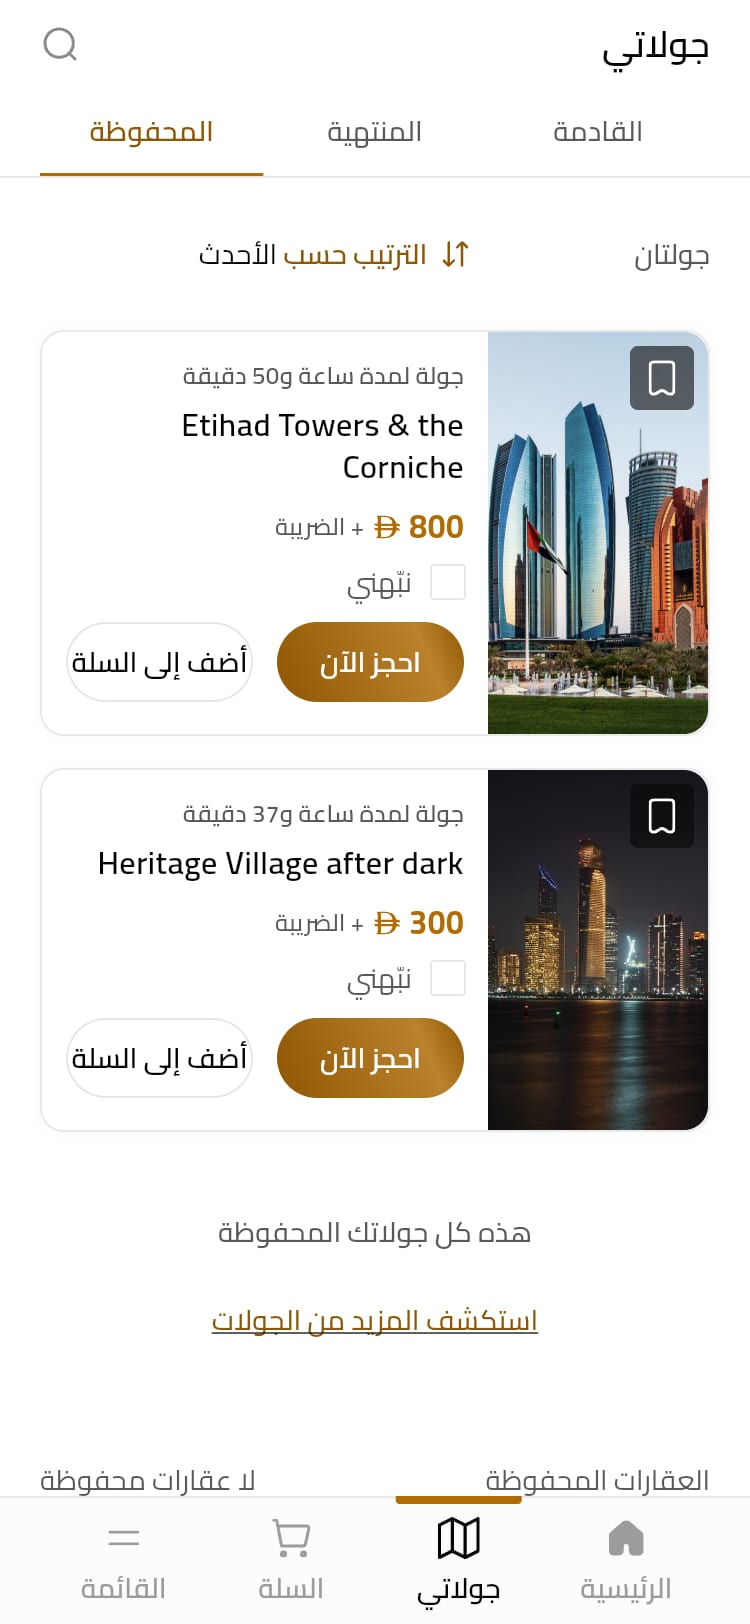 جولاتي
القادمة
المنتهية
المحفوظة
جولتان
الترتيب حسب الأحدث
جولة لمدة ساعة و50 دقيقة
Etihad Towers & the
Corniche
800 + الضريبة
نبّهني
احجز الآن
أضف إلى السلة
جولة لمدة ساعة و37 دقيقة
Heritage Village after dark
300 + الضريبة
نبّهني
احجز الآن
أضف إلى السلة
هذه كل جولاتك المحفوظة
استكشف المزيد من الجولات
العقارات المحفوظة
لا عقارات محفوظة
الرئيسية
جولاتي
السلة
القائمة